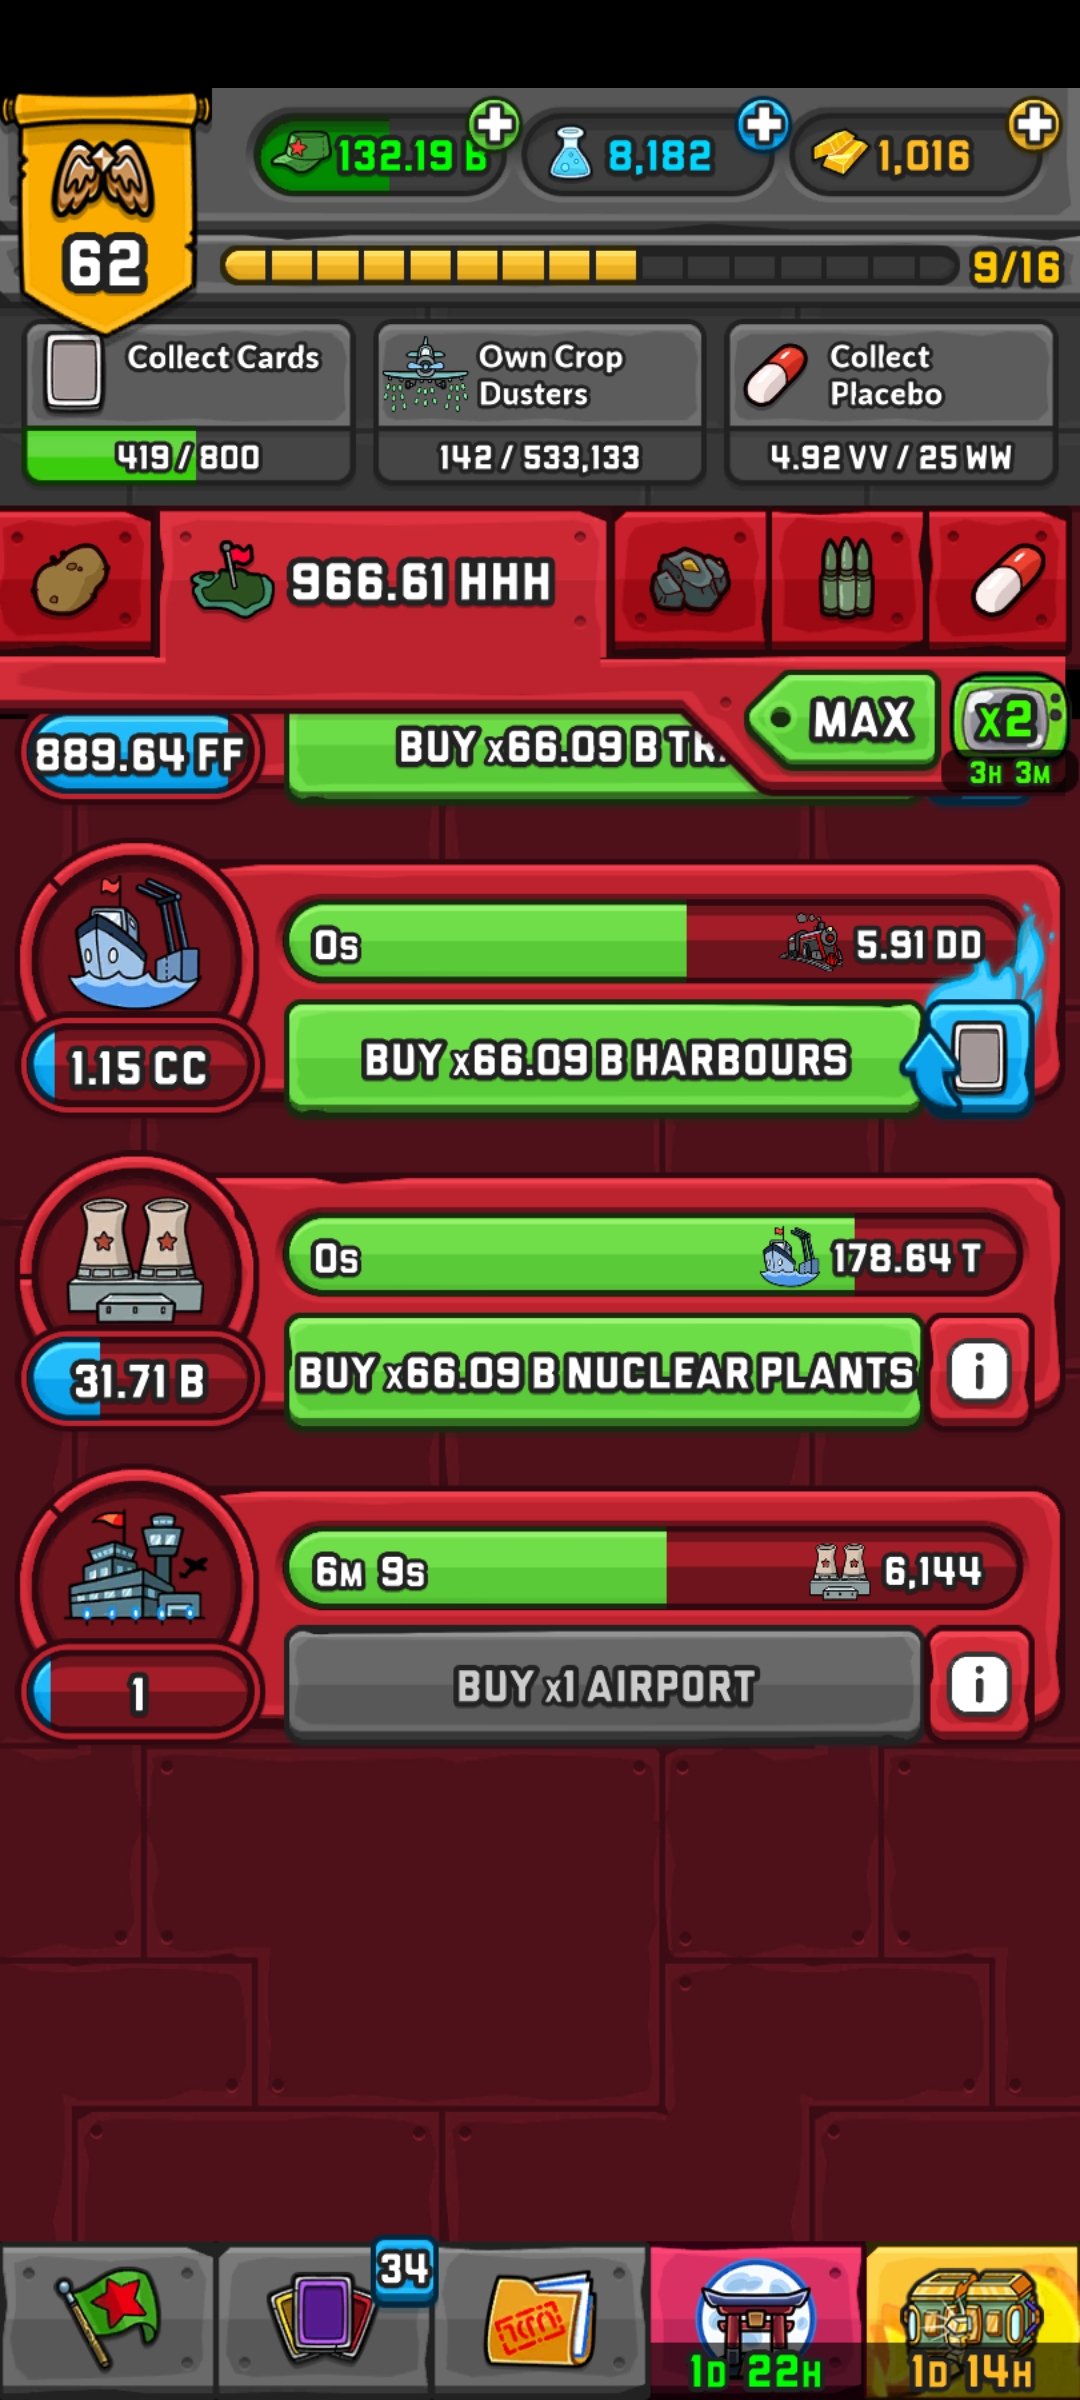 132.19 B
8,182
1,016
62
9/16
Collect Cards
419 / 800
Own Crop
Dusters
142 / 533,133
Collect
Placebo
4.92 VV / 25 WW
966.61 HHH
MAX
x2
3H 3M
889.64 FF
BUY x66.09 B
0s
5.91 DD
1.15 CC
BUY x66.09 B HARBOURS
0s
178.64 T
31.71 B
BUY x66.09 B NUCLEAR PLANTS
i
6M 9s
6,144
1
BUY x1 AIRPORT
i
34
1D 22H
1D 14H